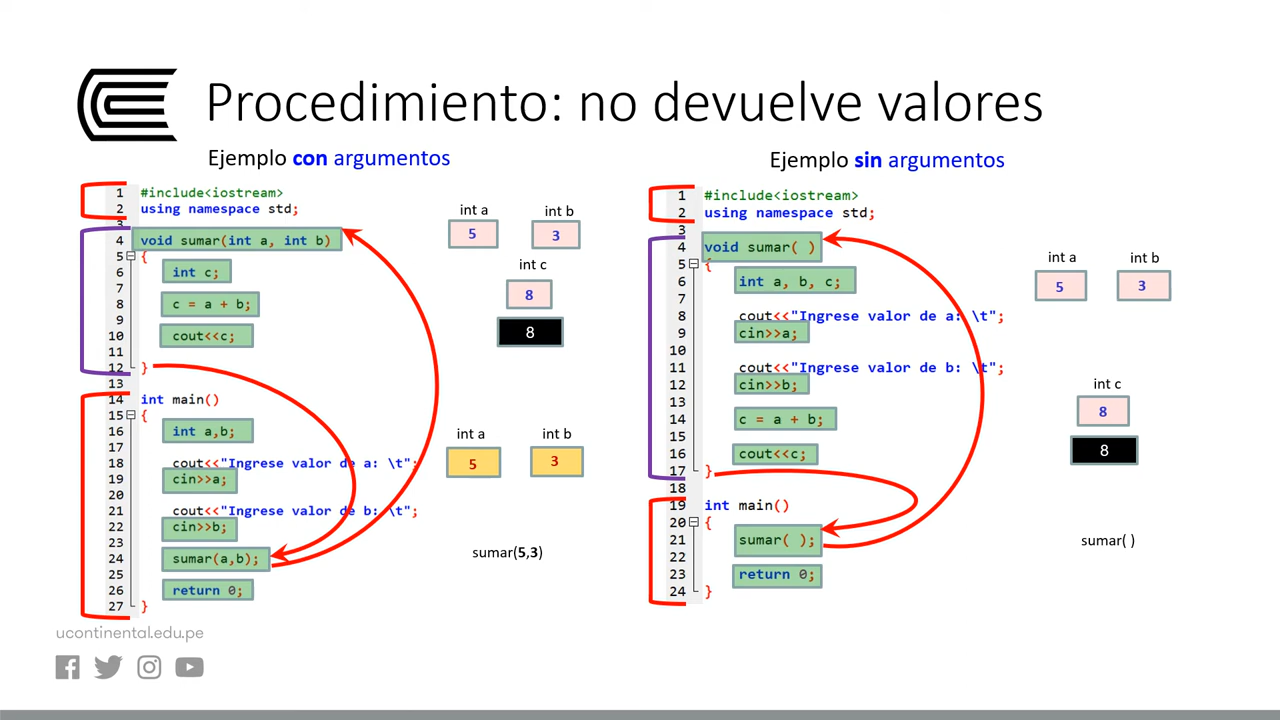 Procedimiento: no devuelve valores
Ejemplo con argumentos
1 #include<iostream>
2 using namespace std;
3
4 void sumar(int a, int b)
5 {
6 int c;
7
8 c = a + b;
9
10 cout<<c;
11
12 }
13
14 int main()
15 {
16 int a,b;
17
18 cout<<"Ingrese valor de a: \t";
19 cin>>a;
20
21 cout<<"Ingrese valor de b: \t";
22 cin>>b;
23
24 sumar(a,b);
25
26 return 0;
27 }
int a int b
5 3
int c
8
8
int a int b
5 3
sumar(5,3)
Ejemplo sin argumentos
1 #include<iostream>
2 using namespace std;
3
4 void sumar( )
5 {
6 int a, b, c;
7
8 cout<<"Ingrese valor de a: \t";
9 cin>>a;
10
11 cout<<"Ingrese valor de b: \t";
12 cin>>b;
13
14 c = a + b;
15
16 cout<<c;
17 }
18
19 int main()
20 {
21 sumar( );
22
23 return 0;
24 }
int a int b
5 3
int c
8
8
sumar( )
ucontinental.edu.pe